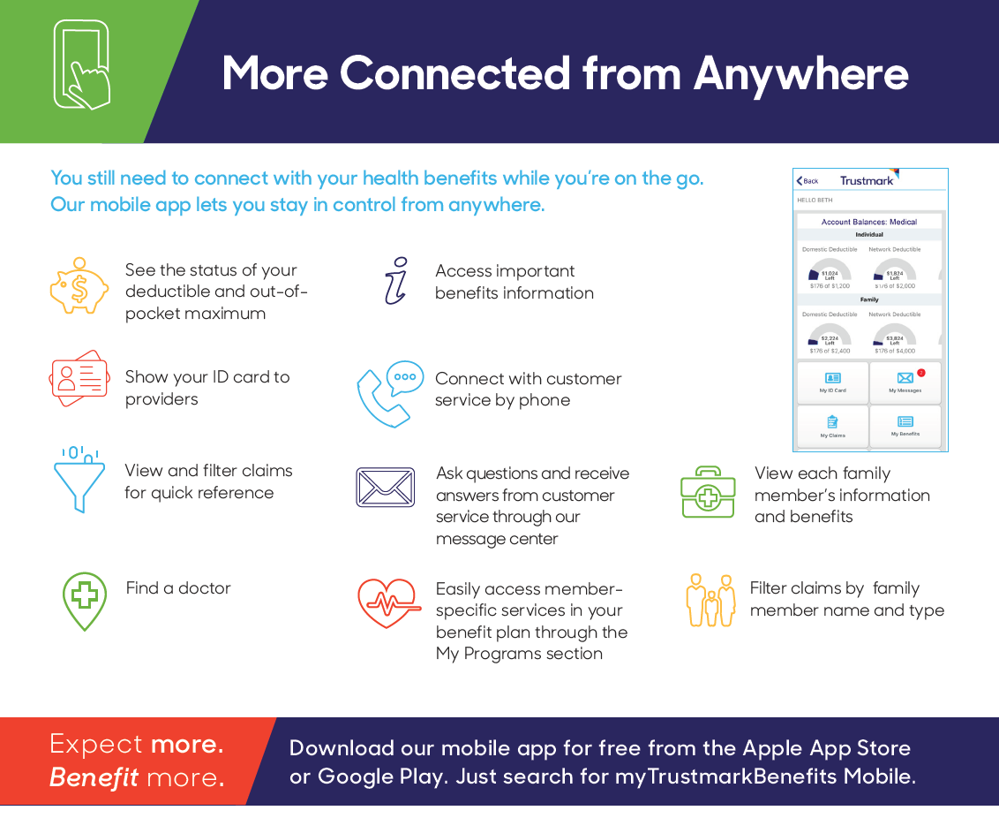 More Connected from Anywhere
You still need to connect with your health benefits while you're on the go.
Our mobile app lets you stay in control from anywhere.
See the status of your
deductible and out-of-
pocket maximum
Show your ID card to
providers
View and filter claims
for quick reference
Find a doctor
Access important
benefits information
Connect with customer
service by phone
Ask questions and receive
answers from customer
service through our
message center
Easily access member-
specific services in your
benefit plan through the
My Programs section
Back
Trustmark
HELLO BETH
Account Balances: Medical
Individual
Domestic Deductible
Network Deductible
$1,024
Left
$1,824
Left
$176 of $1,200
$176 of $2,000
Family
Domestic Deductible
Network Deductible
$2,224
Left
$3,824
Left
$176 of $2,400
$176 of $4,000
My ID Card
2
My Messages
My Claims
My Benefits
View each family
member's information
and benefits
Filter claims by family
member name and type
Expect more.
Benefit more.
Download our mobile app for free from the Apple App Store
or Google Play. Just search for myTrustmarkBenefits Mobile.